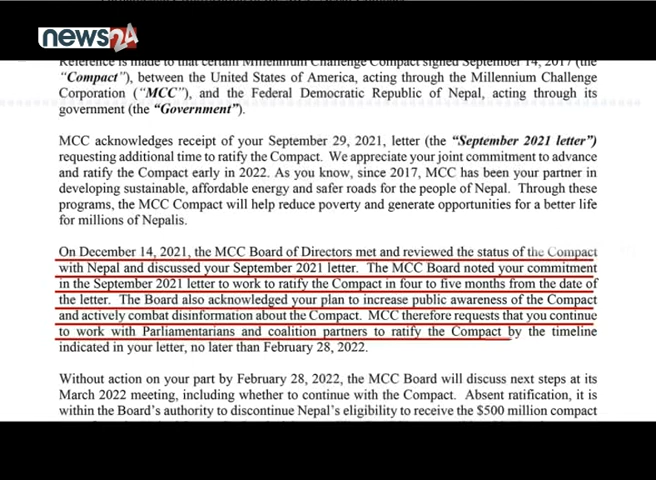 news24
Reference is made to that certain Millennium Challenge Compact signed September 14, 2017 (the
"Compact"), between the United States of America, acting through the Millennium Challenge
Corporation ("MCC"), and the Federal Democratic Republic of Nepal, acting through its
government (the "Government").
MCC acknowledges receipt of your September 29, 2021, letter (the "September 2021 letter")
requesting additional time to ratify the Compact. We appreciate your joint commitment to advance
and ratify the Compact early in 2022. As you know, since 2017, MCC has been your partner in
developing sustainable, affordable energy and safer roads for the people of Nepal. Through these
programs, the MCC Compact will help reduce poverty and generate opportunities for a better life
for millions of Nepalis.
On December 14, 2021, the MCC Board of Directors met and reviewed the status of the Compact
with Nepal and discussed your September 2021 letter. The MCC Board noted your commitment
in the September 2021 letter to work to ratify the Compact in four to five months from the date of
the letter. The Board also acknowledged your plan to increase public awareness of the Compact
and actively combat disinformation about the Compact. MCC therefore requests that you continue
to work with Parliamentarians and coalition partners to ratify the Compact by the timeline
indicated in your letter, no later than February 28, 2022.
Without action on your part by February 28, 2022, the MCC Board will discuss next steps at its
March 2022 meeting, including whether to continue with the Compact. Absent ratification, it is
within the Board's authority to discontinue Nepal's eligibility to receive the $500 million compact